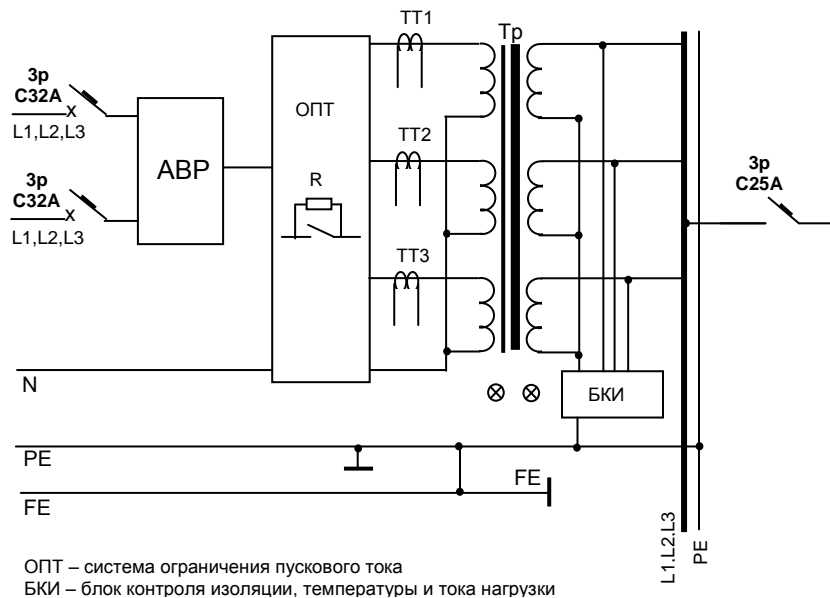 3р
С32А
х
L1,L2,L3
3р
С32А
х
L1,L2,L3
АВР
ОПТ
R
ТТ1
ТТ2
ТТ3
Тр
3р
С25А
N
БКИ
PE
FE
FE
L1.L2.L3
PE
ОПТ – система ограничения пускового тока
БКИ – блок контроля изоляции, температуры и тока нагрузки